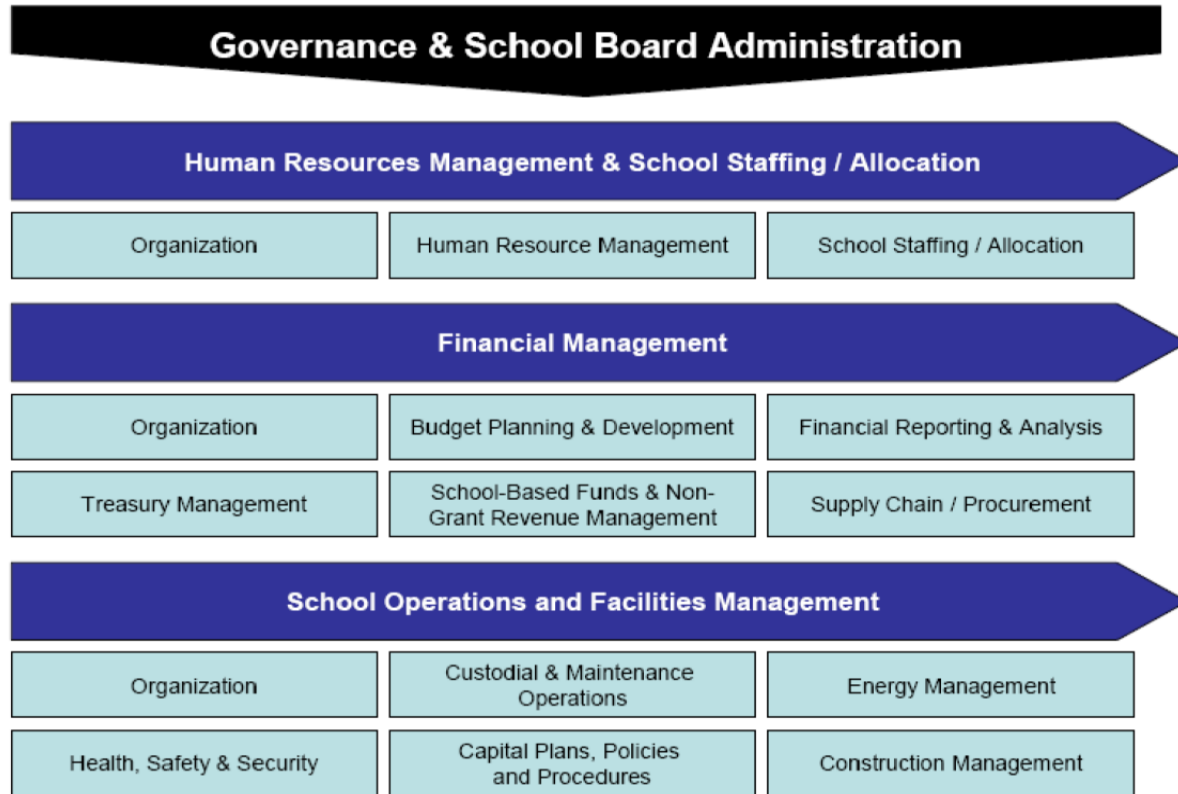 Governance & School Board Administration
Human Resources Management & School Staffing / Allocation
Organization
Human Resource Management
School Staffing / Allocation
Financial Management
Organization
Budget Planning & Development
Financial Reporting & Analysis
Treasury Management
School-Based Funds & Non-
Grant Revenue Management
Supply Chain / Procurement
School Operations and Facilities Management
Organization
Custodial & Maintenance
Operations
Energy Management
Health, Safety & Security
Capital Plans, Policies
and Procedures
Construction Management